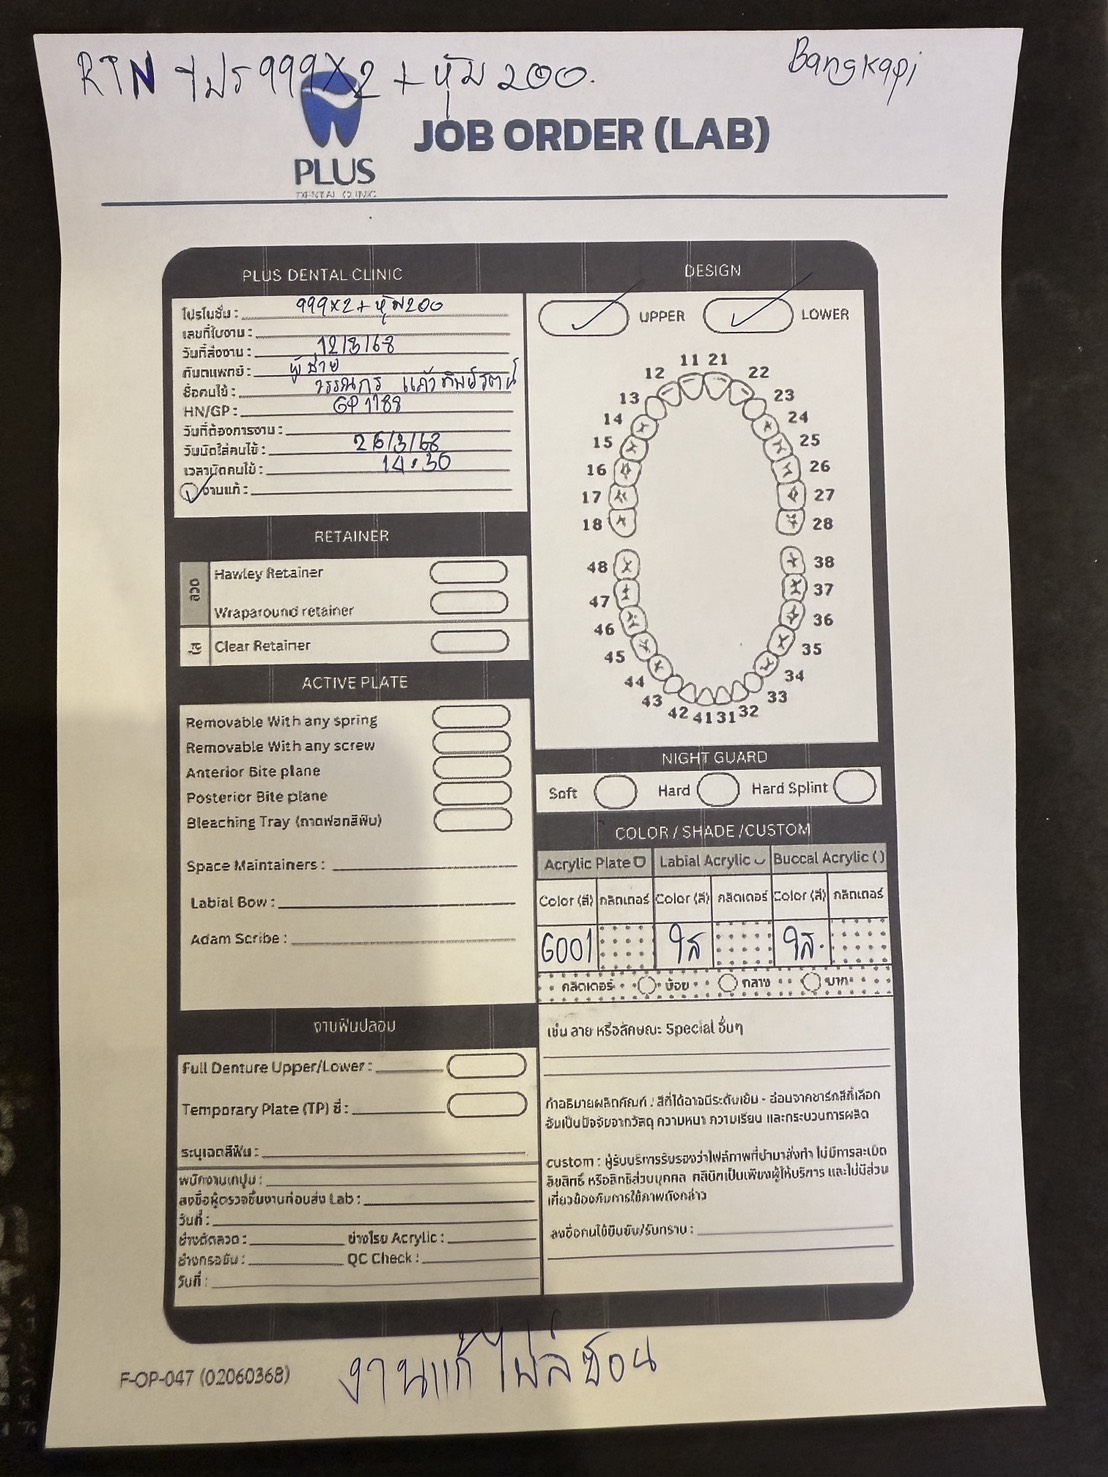 RTN โปร 999x2 + หุ้ม 200.
Bangkapi
PLUS
DENTAL CLINIC
JOB ORDER (LAB)
PLUS DENTAL CLINIC
โปรโมชั่น : 999x2 + หุ้ม 200
เลขที่ใบงาน :
วันที่ส่งงาน : 12/3/68
ทันตแพทย์ :
ชื่อคนไข้ : วรรณกร แก้วทิพย์รตน์
HN/GP : GP1188
วันที่ต้องการงาน :
วันนัดใส่คนไข้ : 26/3/68
เวลานัดคนไข้ : 14.30
งานแก้ :
DESIGN
UPPER
LOWER
11 21
12 22
13 23
14 24
15 25
16 26
17 27
18 28
48 38
47 37
46 36
45 35
44 34
43 33
42 41 31 32
RETAINER
ลวด
Hawley Retainer
Wraparound retainer
ใส
Clear Retainer
ACTIVE PLATE
Removable With any spring
Removable With any screw
Anterior Bite plane
Posterior Bite plane
Bleaching Tray (ถาดฟอกสีฟัน)
Space Maintainers :
Labial Bow :
Adam Scribe :
NIGHT GUARD
Soft Hard Hard Splint
COLOR / SHADE /CUSTOM
Acrylic Plate Labial Acrylic Buccal Acrylic ( )
Color (สี) กลิตเตอร์ Color (สี) กลิตเตอร์ Color (สี) กลิตเตอร์
G001 ใส ใส.
กลิตเตอร์ น้อย กลาง มาก
เช่น ลาย หรือลักษณะ Special อื่นๆ
คำอธิบายผลิตภัณฑ์ : สีที่ได้อาจมีระดับเข้ม - อ่อนจากชาร์ทสีที่เลือก
อันเป็นปัจจัยจากวัสดุ ความหนา ความเรียบ และกระบวนการผลิต
custom : ผู้รับบริการรับรองว่าไฟล์ภาพที่นำมาสั่งทำ ไม่มีการละเมิด
ลิขสิทธิ์ หรือสิทธิส่วนบุคคล คลินิกเป็นเพียงผู้ให้บริการ และไม่มีส่วน
เกี่ยวข้องกับการใช้ภาพดังกล่าว
ลงชื่อคนไข้ยืนยัน/รับทราบ :
งานฟันปลอม
Full Denture Upper/Lower :
Temporary Plate (TP) ซี่ :
ระบุเฉดสีฟัน :
พนักงานเทปูน :
ลงชื่อผู้ตรวจชิ้นงานก่อนส่ง Lab :
วันที่ :
ช่างดัดลวด : ช่างโรย Acrylic :
ช่างกรอขัด : QC Check :
วันที่ :
F-OP-047 (02060368)
งานแก้ ไฟล์ซ้อน